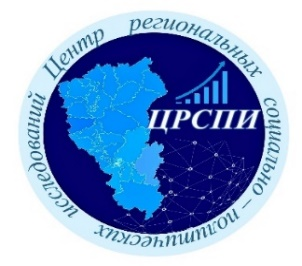 Центр региональных социально – политических исследований
ЦРСПИ